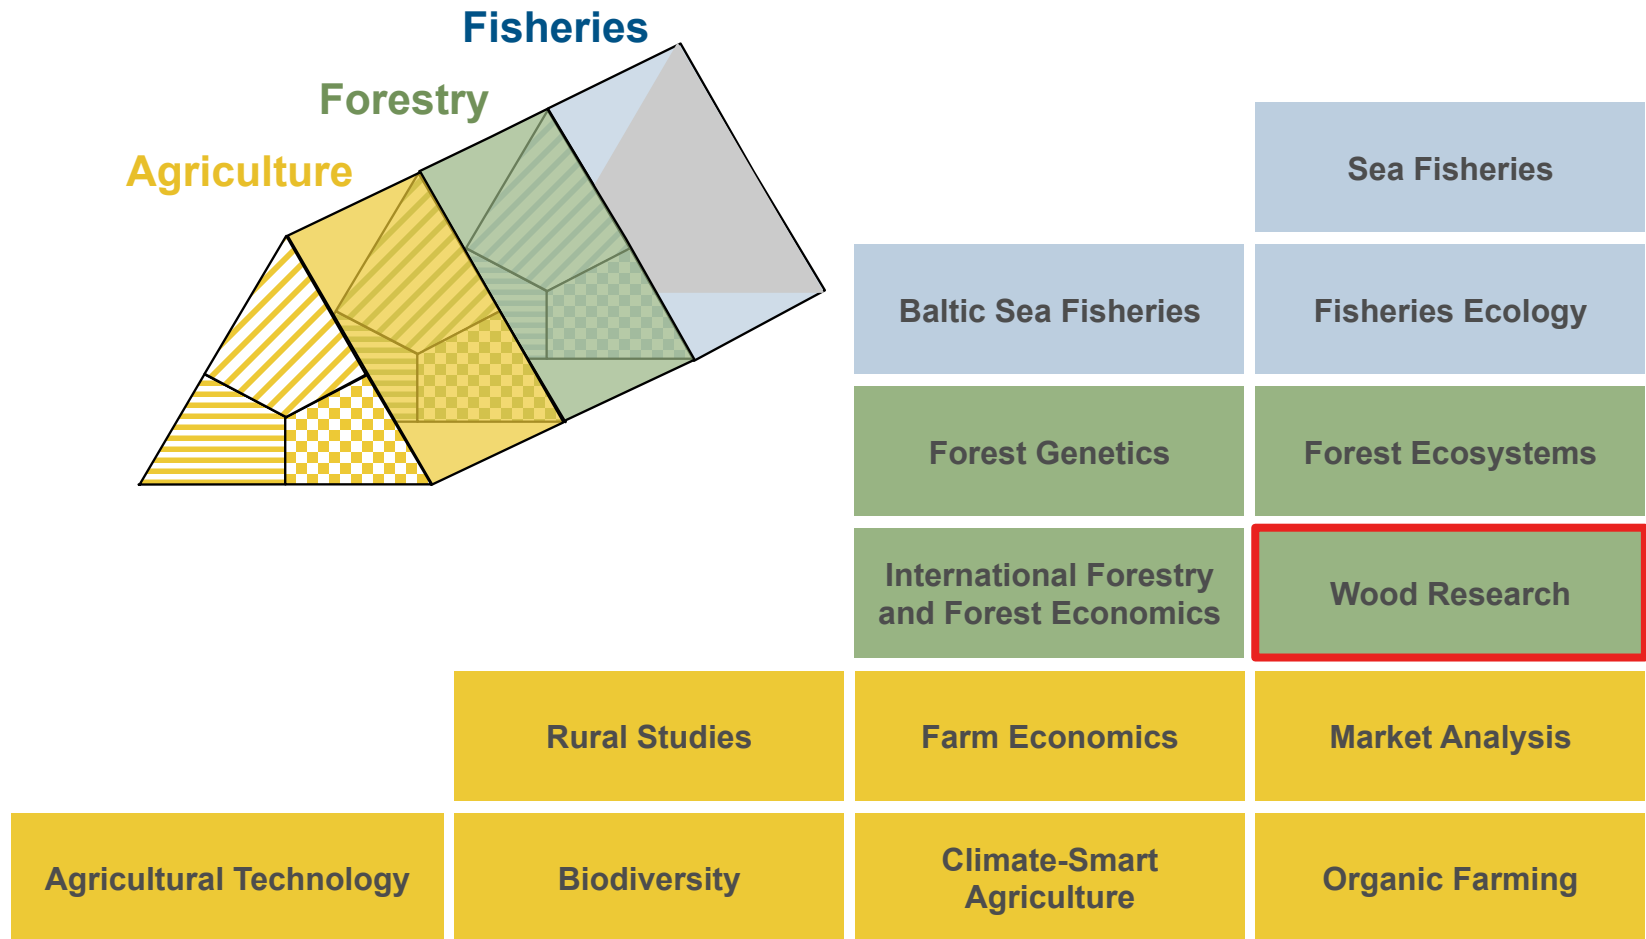 Fisheries
Forestry
Agriculture
Sea Fisheries
Baltic Sea Fisheries
Fisheries Ecology
Forest Genetics
Forest Ecosystems
International Forestry
and Forest Economics
Wood Research
Rural Studies
Farm Economics
Market Analysis
Agricultural Technology
Biodiversity
Climate-Smart
Agriculture
Organic Farming